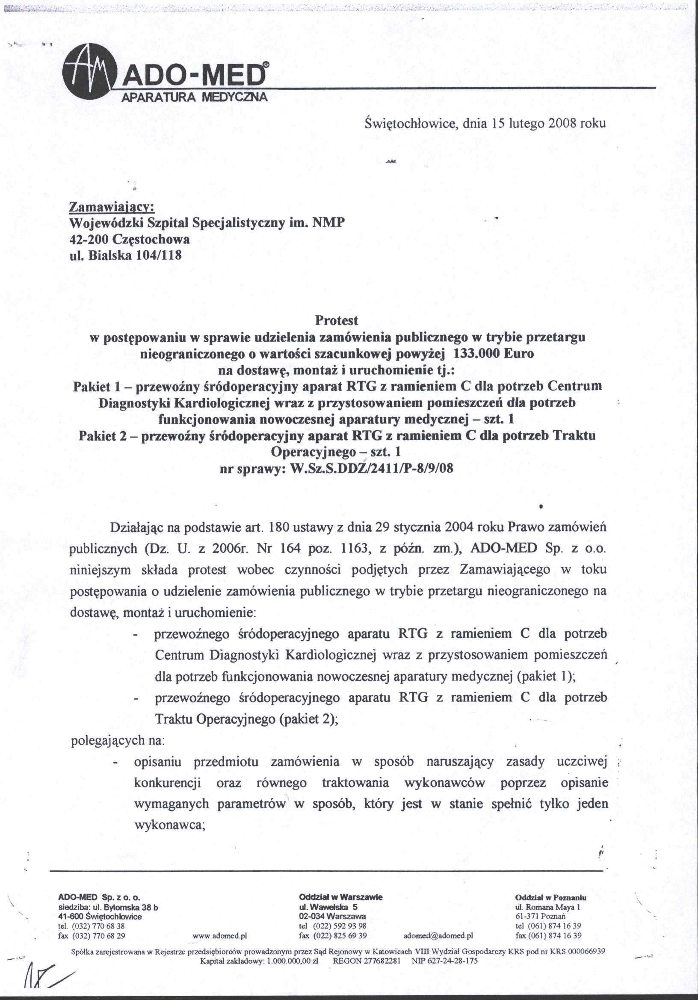 ADO-MED®
APARATURA MEDYCZNA
Świętochłowice, dnia 15 lutego 2008 roku
Zamawiający:
Wojewódzki Szpital Specjalistyczny im. NMP
42-200 Częstochowa
ul. Bialska 104/118
Protest
w postępowaniu w sprawie udzielenia zamówienia publicznego w trybie przetargu
nieograniczonego o wartości szacunkowej powyżej 133.000 Euro
na dostawę, montaż i uruchomienie tj.:
Pakiet 1 – przewoźny śródoperacyjny aparat RTG z ramieniem C dla potrzeb Centrum
Diagnostyki Kardiologicznej wraz z przystosowaniem pomieszczeń dla potrzeb
funkcjonowania nowoczesnej aparatury medycznej – szt. 1
Pakiet 2 – przewoźny śródoperacyjny aparat RTG z ramieniem C dla potrzeb Traktu
Operacyjnego – szt. 1
nr sprawy: W.Sz.S.DDZ/2411/P-8/9/08
Działając na podstawie art. 180 ustawy z dnia 29 stycznia 2004 roku Prawo zamówień
publicznych (Dz. U. z 2006r. Nr 164 poz. 1163, z późn. zm.), ADO-MED Sp. z o.o.
niniejszym składa protest wobec czynności podjętych przez Zamawiającego w toku
postępowania o udzielenie zamówienia publicznego w trybie przetargu nieograniczonego na
dostawę, montaż i uruchomienie:
- przewoźnego śródoperacyjnego aparatu RTG z ramieniem C dla potrzeb
Centrum Diagnostyki Kardiologicznej wraz z przystosowaniem pomieszczeń
dla potrzeb funkcjonowania nowoczesnej aparatury medycznej (pakiet 1);
- przewoźnego śródoperacyjnego aparatu RTG z ramieniem C dla potrzeb
Traktu Operacyjnego (pakiet 2);
polegających na:
- opisaniu przedmiotu zamówienia w sposób naruszający zasady uczciwej
konkurencji oraz równego traktowania wykonawców poprzez opisanie
wymaganych parametrów w sposób, który jest w stanie spełnić tylko jeden
wykonawca;
ADO-MED Sp. z o. o.
siedziba: ul. Bytomska 38 b
41-600 Świętochłowice
tel. (032) 770 68 38
fax (032) 770 68 29
www.adomed.pl
Oddział w Warszawie
ul. Wawelska 5
02-034 Warszawa
tel (022) 592 93 98
fax (022) 825 69 39
adomed@adomed.pl
Oddział w Poznaniu
ul. Romana Maya 1
61-371 Poznań
tel (061) 874 16 39
fax (061) 874 16 39
Spółka zarejestrowana w Rejestrze przedsiębiorców prowadzonym przez Sąd Rejonowy w Katowicach VIII Wydział Gospodarczy KRS pod nr KRS 000066939
Kapitał zakładowy: 1.000.000,00 zł REGON 277682281 NIP 627-24-28-175